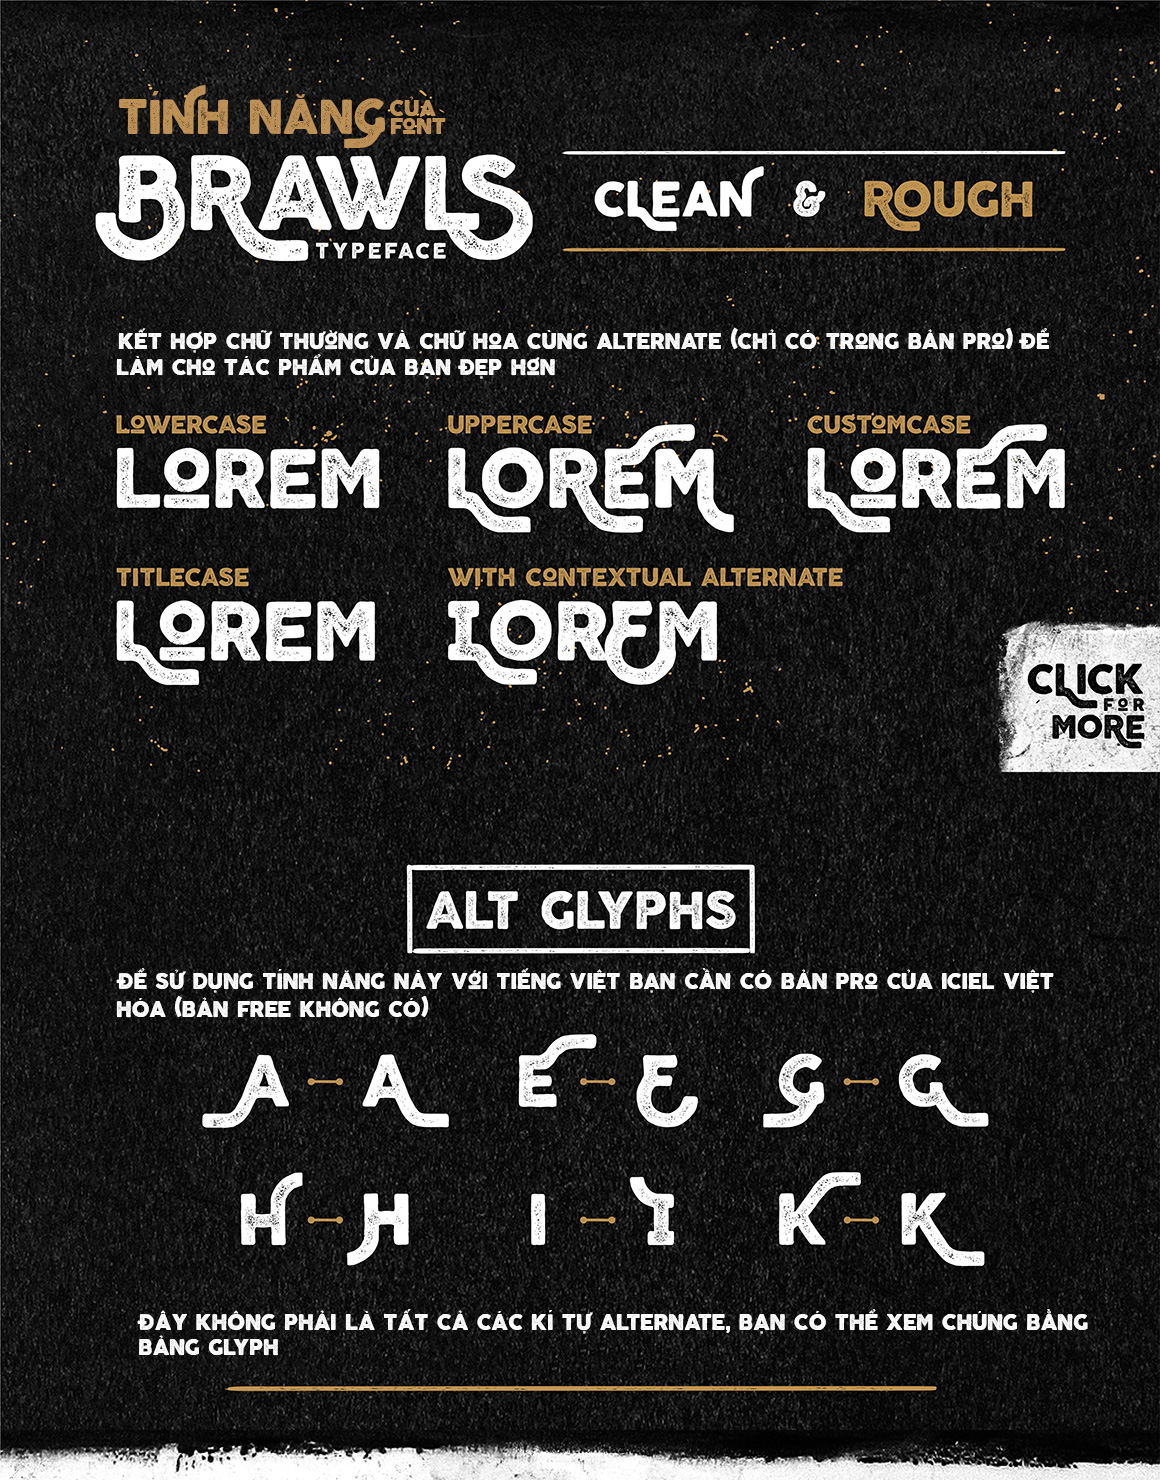 TÍNH NĂNG CỦA FONT
BRAWLS
TYPEFACE
CLEAN & ROUGH
KẾT HỢP CHỮ THƯỜNG VÀ CHỮ HOA CÙNG ALTERNATE (CHỈ CÓ TRONG BẢN PRO) ĐỂ
LÀM CHO TÁC PHẨM CỦA BẠN ĐẸP HƠN
LOWERCASE UPPERCASE CUSTOMCASE
LOREM LOREM LOREM
TITLECASE WITH CONTEXTUAL ALTERNATE
LOREM LOREM
CLICK
FOR
MORE
ALT GLYPHS
ĐỂ SỬ DỤNG TÍNH NĂNG NÀY VỚI TIẾNG VIỆT BẠN CẦN CÓ BẢN PRO CỦA ICIEL VIỆT
HÓA (BẢN FREE KHÔNG CÓ)
A A E E G G
H H I I K K
ĐÂY KHÔNG PHẢI LÀ TẤT CẢ CÁC KÍ TỰ ALTERNATE, BẠN CÓ THỂ XEM CHÚNG BẰNG
BẢNG GLYPH